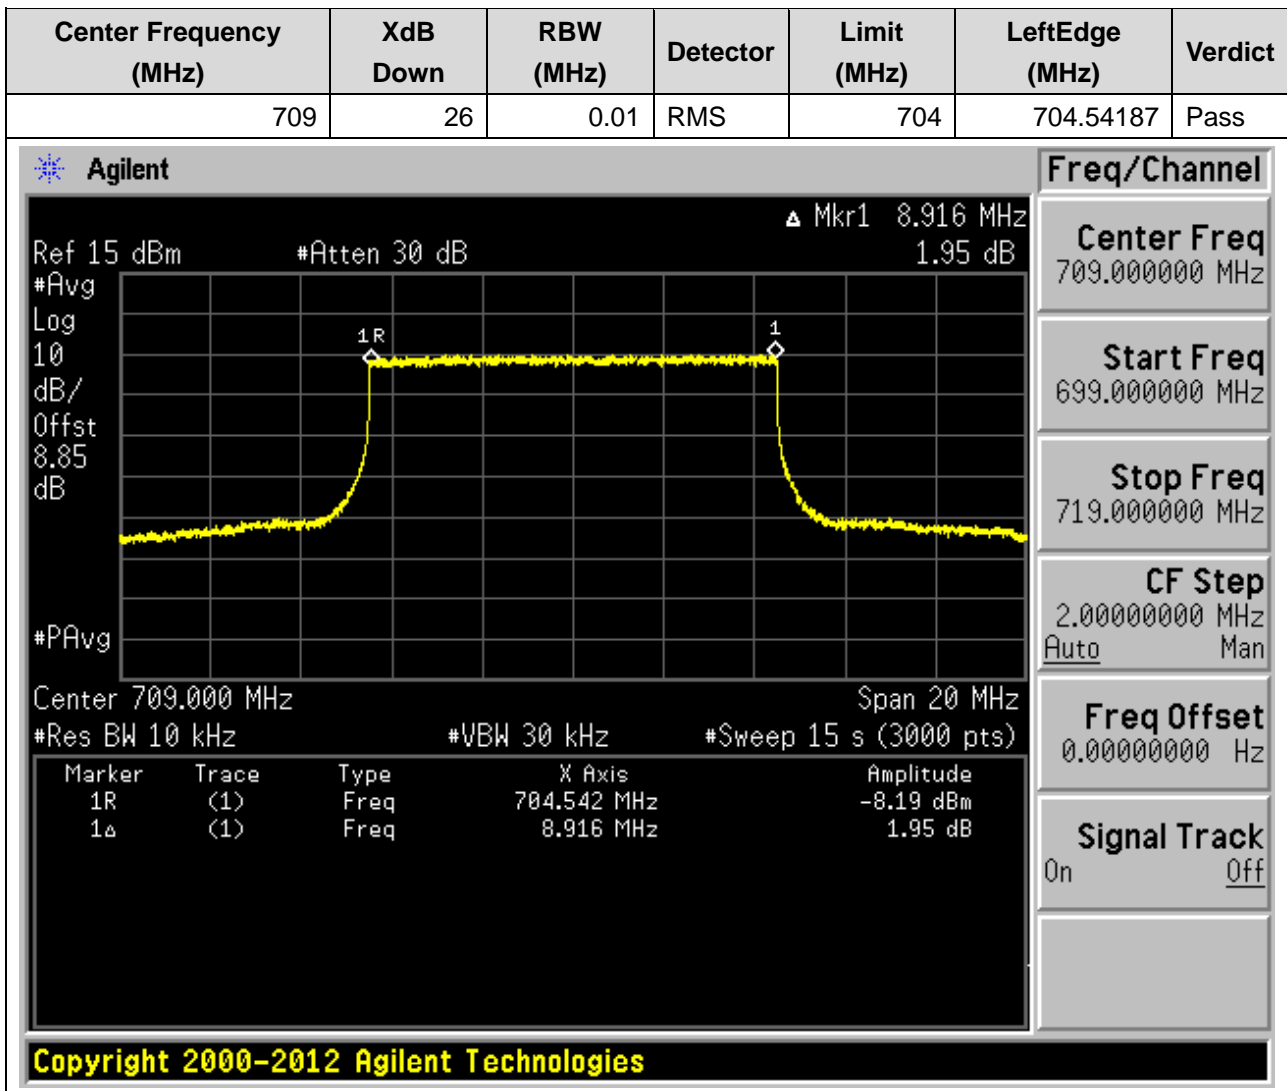 Center Frequency (MHz) XdB Down RBW (MHz) Detector Limit (MHz) LeftEdge (MHz) Verdict
709 26 0.01 RMS 704 704.54187 Pass
Agilent
Freq/Channel
Δ Mkr1 8.916 MHz
Ref 15 dBm #Atten 30 dB 1.95 dB
#Avg
Log
10
dB/
Offst
8.85
dB
1R
1
#PAvg
Center 709.000 MHz Span 20 MHz
#Res BW 10 kHz #VBW 30 kHz #Sweep 15 s (3000 pts)
Marker Trace Type X Axis Amplitude
1R (1) Freq 704.542 MHz -8.19 dBm
1Δ (1) Freq 8.916 MHz 1.95 dB
Center Freq
709.000000 MHz
Start Freq
699.000000 MHz
Stop Freq
719.000000 MHz
CF Step
2.00000000 MHz
Auto Man
Freq Offset
0.00000000 Hz
Signal Track
On Off
Copyright 2000-2012 Agilent Technologies